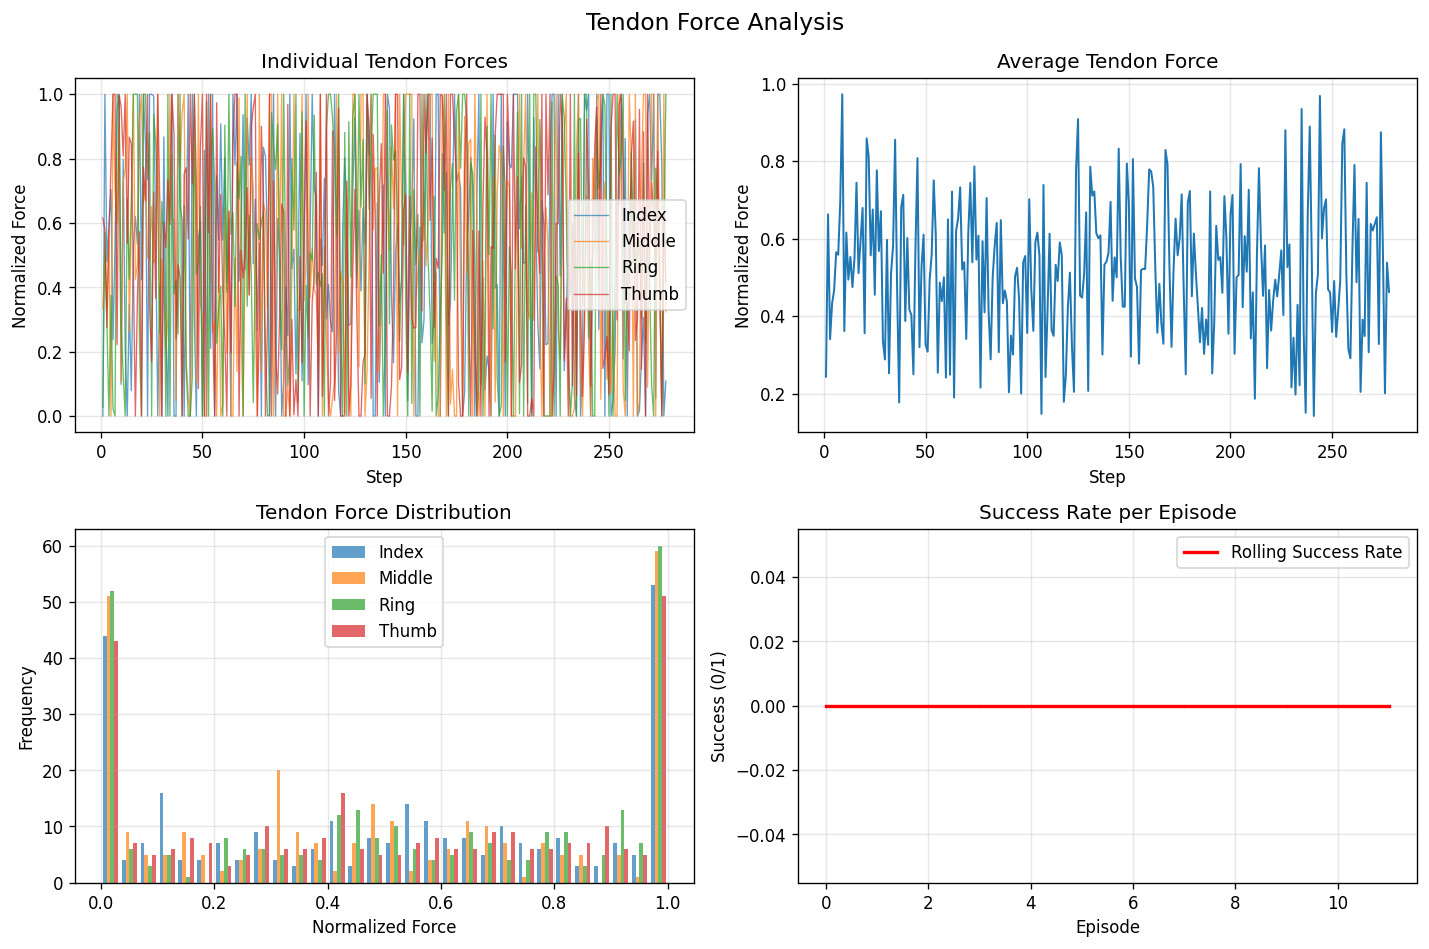 Tendon Force Analysis
Individual Tendon Forces
Normalized Force
1.0
0.8
0.6
0.4
0.2
0.0
Index
Middle
Ring
Thumb
0 50 100 150 200 250
Step
Average Tendon Force
Normalized Force
1.0
0.8
0.6
0.4
0.2
0 50 100 150 200 250
Step
Tendon Force Distribution
Frequency
60
50
40
30
20
10
0
Index
Middle
Ring
Thumb
0.0 0.2 0.4 0.6 0.8 1.0
Normalized Force
Success Rate per Episode
Success (0/1)
Rolling Success Rate
0.04
0.02
0.00
−0.02
−0.04
0 2 4 6 8 10
Episode